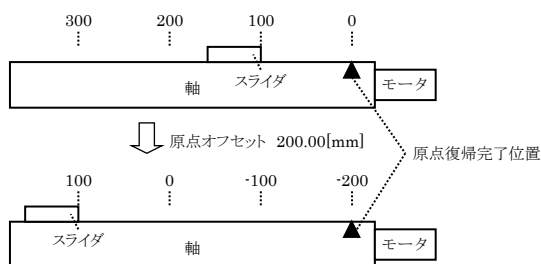 300 200 100 0
スライダ
軸
モータ
原点オフセット 200.00[mm]
原点復帰完了位置
100 0 -100 -200
スライダ
軸
モータ